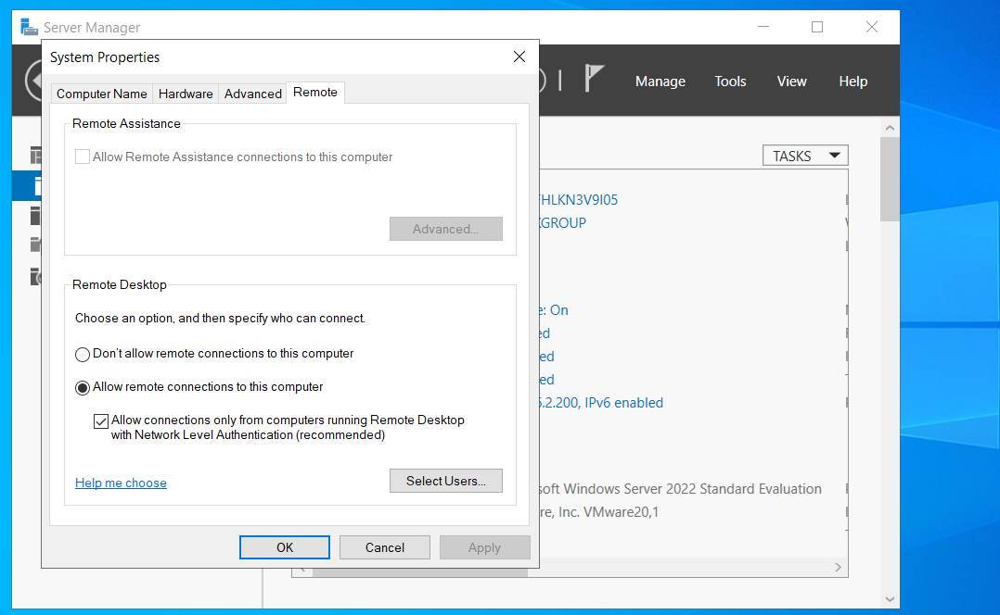 Server Manager
System Properties
Computer Name
Hardware
Advanced
Remote
Manage
Tools
View
Help
Remote Assistance
Allow Remote Assistance connections to this computer
Advanced...
Remote Desktop
Choose an option, and then specify who can connect.
Don't allow remote connections to this computer
Allow remote connections to this computer
Allow connections only from computers running Remote Desktop
with Network Level Authentication (recommended)
Help me choose
Select Users...
OK
Cancel
Apply
TASKS
HLKN3V9I05
GROUP
: On
ed
ed
ed
.2.200, IPv6 enabled
soft Windows Server 2022 Standard Evaluation
re, Inc. VMware20,1